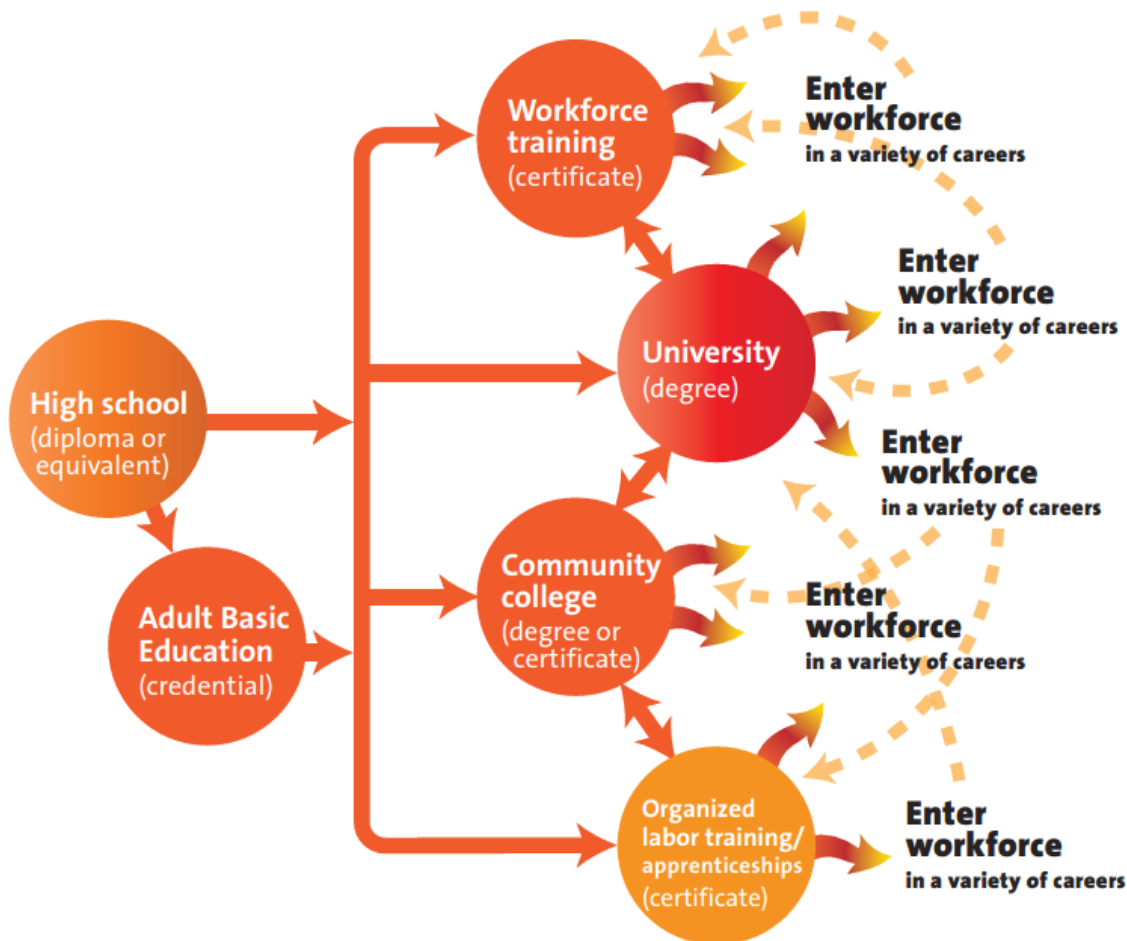 Workforce
training
(certificate)
Enter
workforce
in a variety of careers
University
(degree)
Enter
workforce
in a variety of careers
High school
(diploma or
equivalent)
Enter
workforce
in a variety of careers
Adult Basic
Education
(credential)
Community
college
(degree or
certificate)
Enter
workforce
in a variety of careers
Organized
labor training/
apprenticeships
(certificate)
Enter
workforce
in a variety of careers